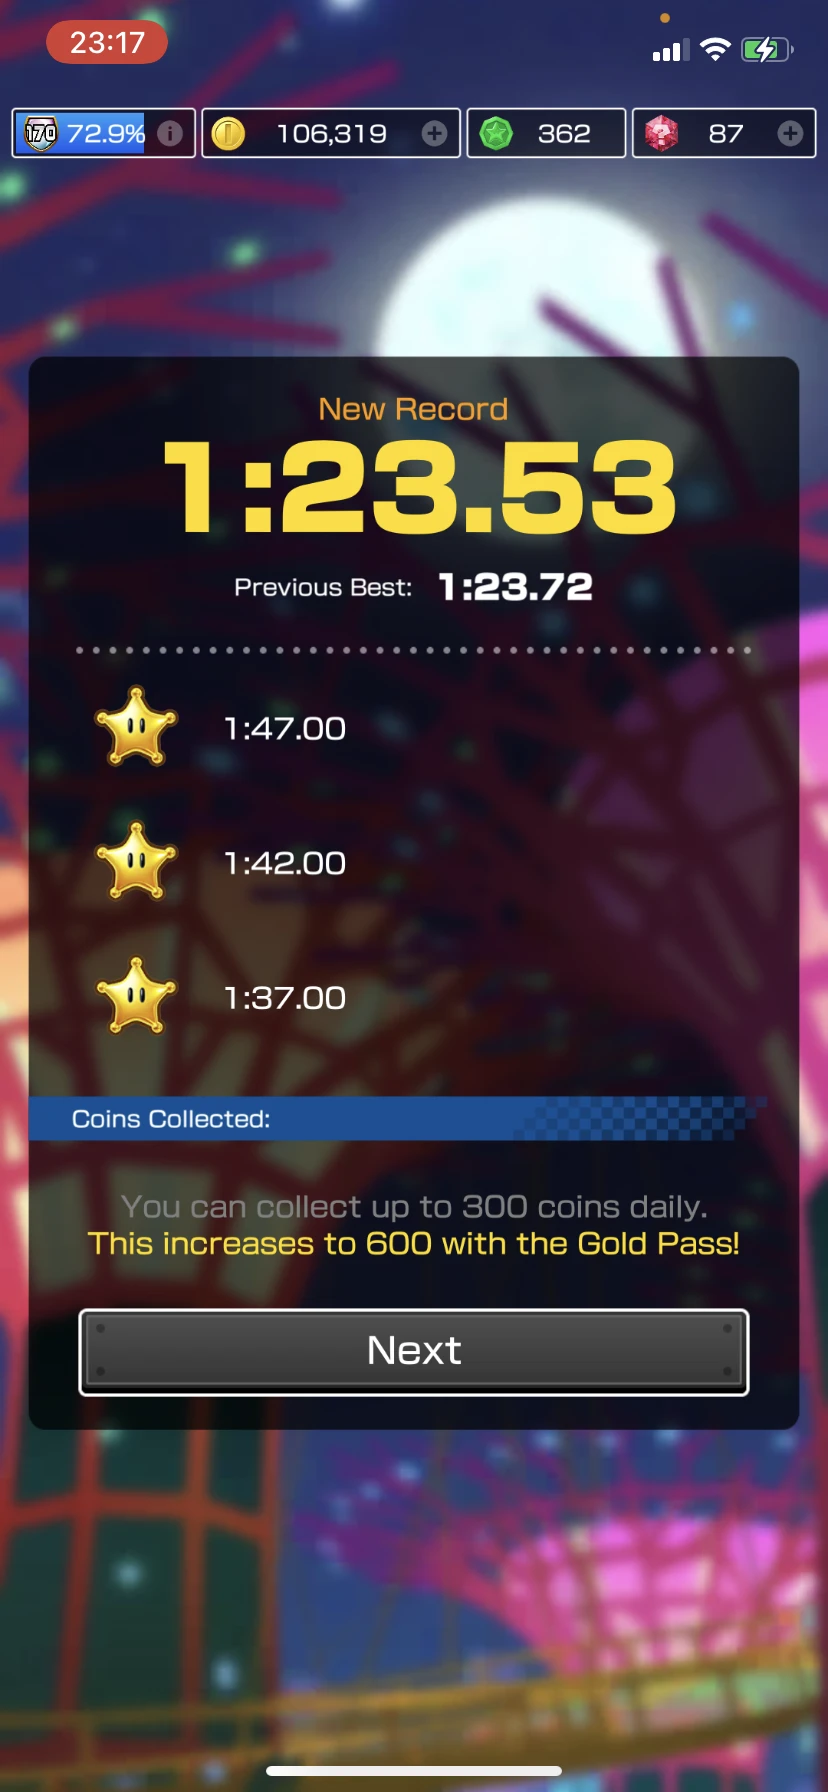 23:17
170 72.9% i 106,319 + 362 87 +
New Record
1:23.53
Previous Best: 1:23.72
1:47.00
1:42.00
1:37.00
Coins Collected:
You can collect up to 300 coins daily.
This increases to 600 with the Gold Pass!
Next